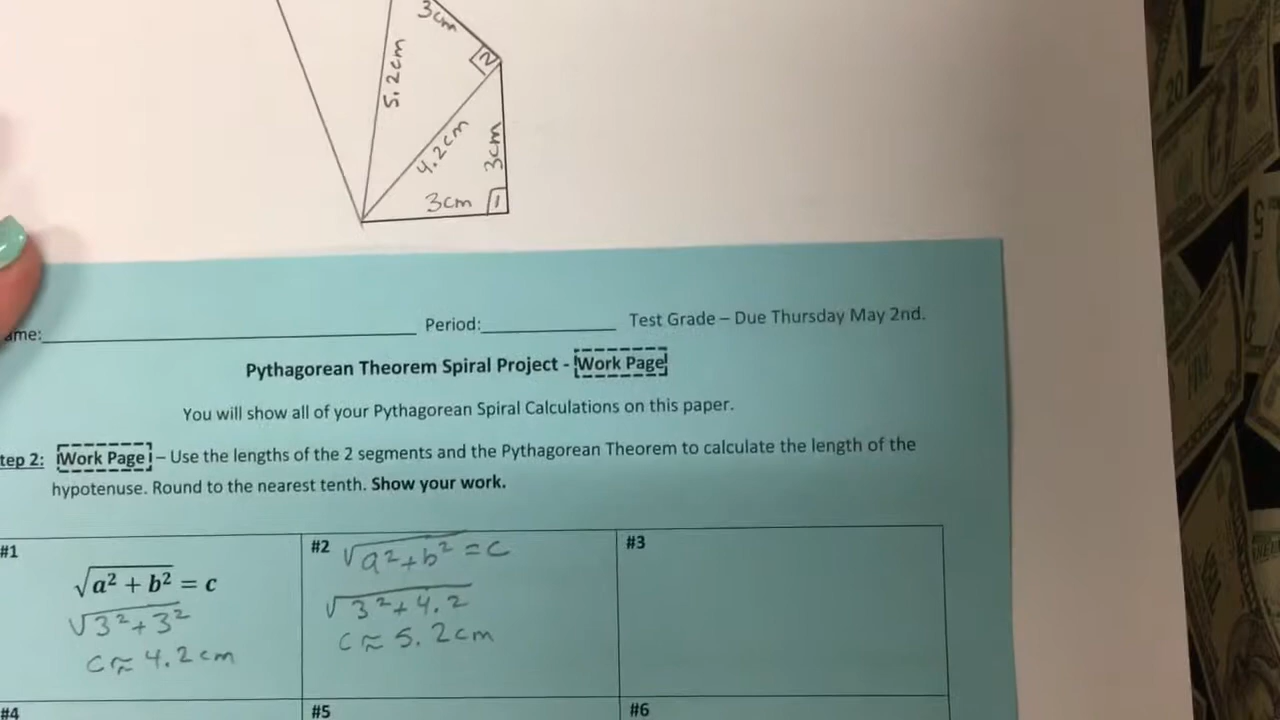 3cm
5.2cm
2
4.2cm
3cm
3cm
1
ame:
Period:
Test Grade – Due Thursday May 2nd.
Pythagorean Theorem Spiral Project - Work Page
You will show all of your Pythagorean Spiral Calculations on this paper.
tep 2: Work Page – Use the lengths of the 2 segments and the Pythagorean Theorem to calculate the length of the
hypotenuse. Round to the nearest tenth. Show your work.
#1
√a² + b² = c
√3²+3²
c≈4.2cm
#2
√a²+b² = c
√3²+4.2
c≈5.2cm
#3
#4
#5
#6
20
5